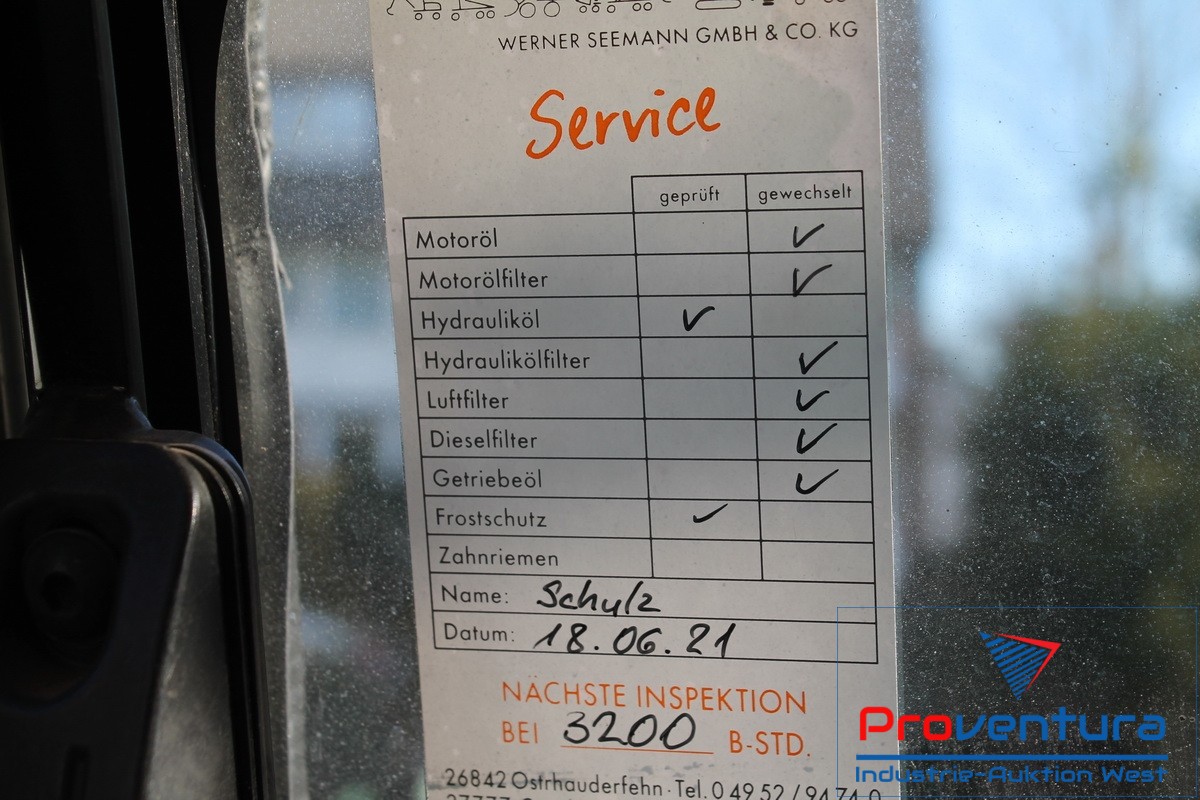 WERNER SEEMANN GMBH & CO. KG
Service
geprüft gewechselt
Motoröl ✓
Motorölfilter ✓
Hydrauliköl ✓
Hydraulikölfilter ✓
Luftfilter ✓
Dieselfilter ✓
Getriebeöl ✓
Frostschutz ✓
Zahnriemen
Name: Schulz
Datum: 18.06.21
NÄCHSTE INSPEKTION
BEI 3200 B-STD.
26842 Ostrhauderfehn · Tel. 0 49 52 / 94 74 0
Proventura
Industrie-Auktion West